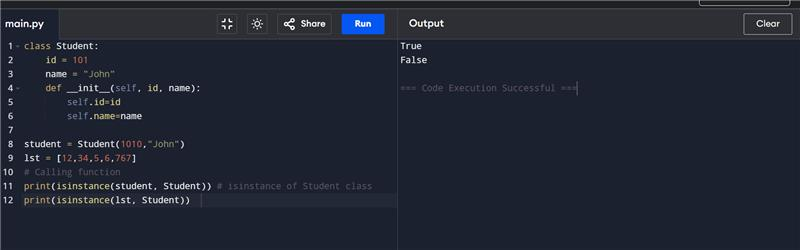 main.py
Share
Run
Output
Clear
1 class Student:
2     id = 101
3     name = "John"
4     def __init__(self, id, name):
5         self.id=id
6         self.name=name
7
8 student = Student(1010,"John")
9 lst = [12,34,5,6,767]
10 # Calling function
11 print(isinstance(student, Student)) # isinstance of Student class
12 print(isinstance(lst, Student))
True
False
=== Code Execution Successful ===